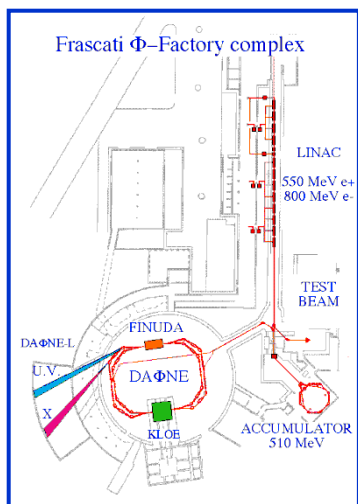 Frascati Φ–Factory complex
LINAC
550 MeV e+
800 MeV e-
TEST
BEAM
FINUDA
DAΦNE-L
U.V.
DAΦNE
X
KLOE
ACCUMULATOR
510 MeV